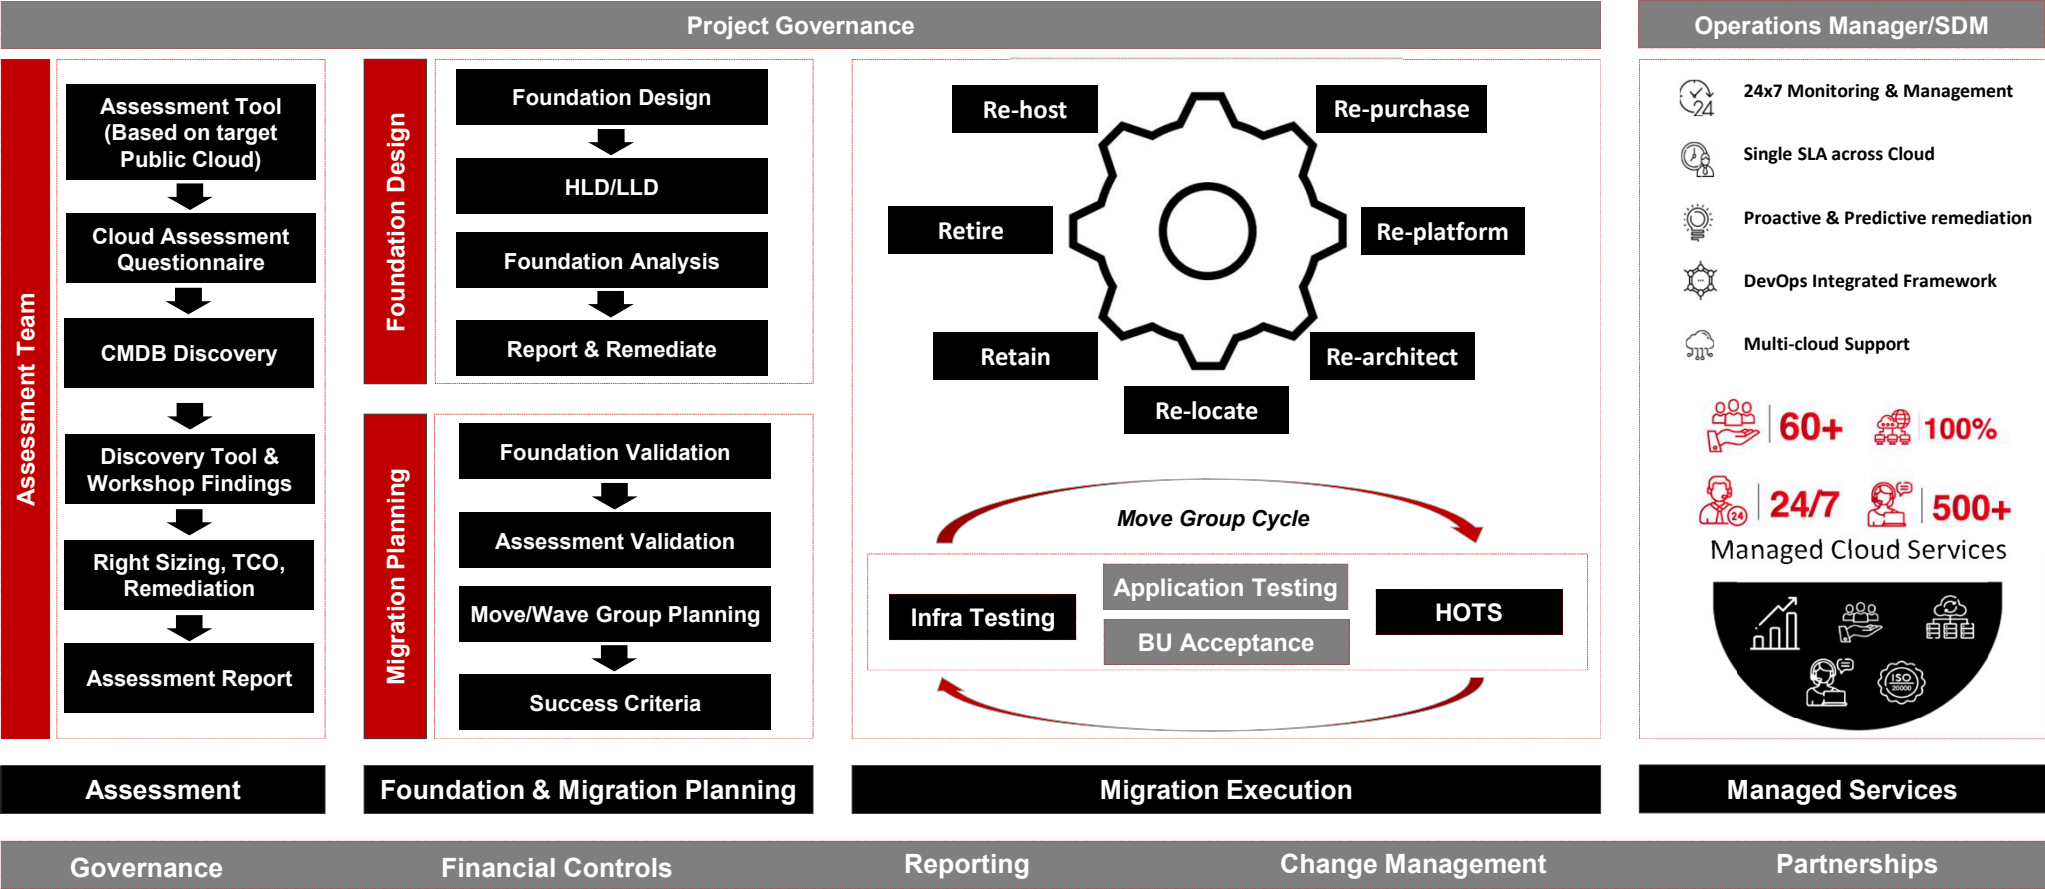 Project Governance
Operations Manager/SDM
Assessment Team
Assessment Tool
(Based on target
Public Cloud)
Cloud Assessment
Questionnaire
CMDB Discovery
Discovery Tool &
Workshop Findings
Right Sizing, TCO,
Remediation
Assessment Report
Foundation Design
Foundation Design
HLD/LLD
Foundation Analysis
Report & Remediate
Migration Planning
Foundation Validation
Assessment Validation
Move/Wave Group Planning
Success Criteria
Re-host
Re-purchase
Retire
Re-platform
Retain
Re-architect
Re-locate
Move Group Cycle
Infra Testing
Application Testing
BU Acceptance
HOTS
24
24x7 Monitoring & Management
Single SLA across Cloud
Proactive & Predictive remediation
DevOps Integrated Framework
Multi-cloud Support
60+
100%
24
24/7
500+
Managed Cloud Services
ISO
20000
Assessment
Foundation & Migration Planning
Migration Execution
Managed Services
Governance
Financial Controls
Reporting
Change Management
Partnerships